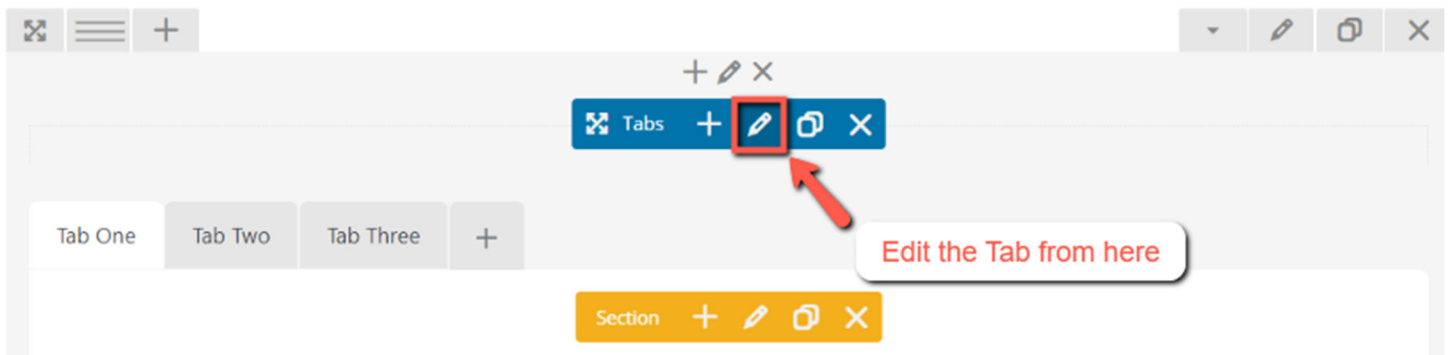 Tabs
Tab One
Tab Two
Tab Three
Edit the Tab from here
Section